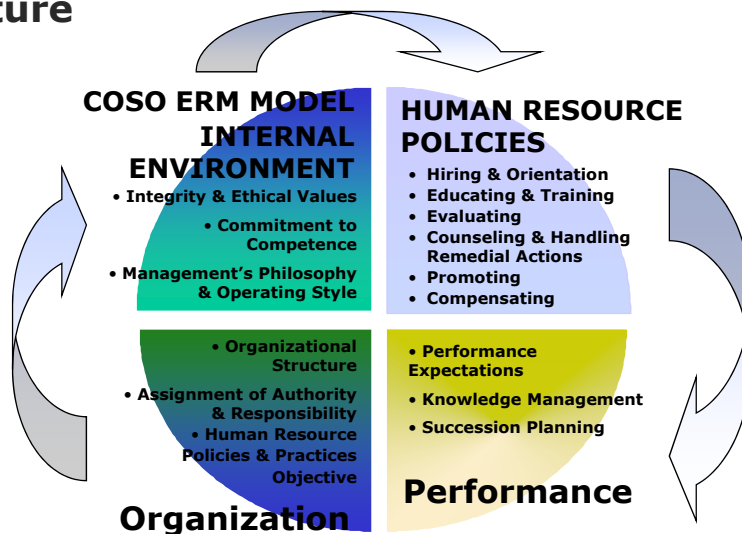 COSO ERM MODEL
INTERNAL
ENVIRONMENT
• Integrity & Ethical Values
• Commitment to
Competence
• Management's Philosophy
& Operating Style
HUMAN RESOURCE
POLICIES
• Hiring & Orientation
• Educating & Training
• Evaluating
• Counseling & Handling
Remedial Actions
• Promoting
• Compensating
• Organizational
Structure
• Assignment of Authority
& Responsibility
• Human Resource
Policies & Practices
Objective
Organization
• Performance
Expectations
• Knowledge Management
• Succession Planning
Performance